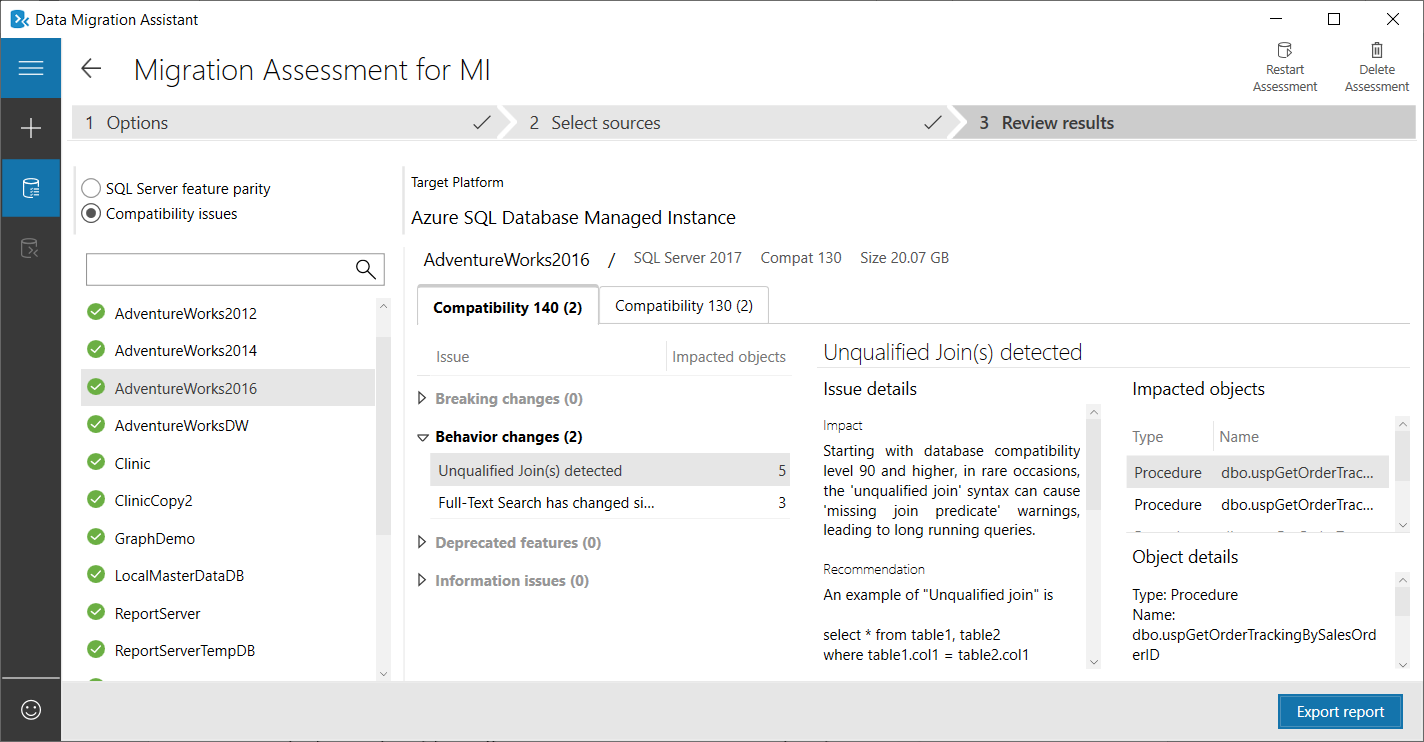 Data Migration Assistant
Migration Assessment for MI
Restart
Assessment
Delete
Assessment
1 Options
2 Select sources
3 Review results
SQL Server feature parity
Compatibility issues
AdventureWorks2012
AdventureWorks2014
AdventureWorks2016
AdventureWorksDW
Clinic
ClinicCopy2
GraphDemo
LocalMasterDataDB
ReportServer
ReportServerTempDB
Target Platform
Azure SQL Database Managed Instance
AdventureWorks2016 / SQL Server 2017 Compat 130 Size 20.07 GB
Compatibility 140 (2)
Compatibility 130 (2)
Issue Impacted objects
Breaking changes (0)
Behavior changes (2)
Unqualified Join(s) detected 5
Full-Text Search has changed si... 3
Deprecated features (0)
Information issues (0)
Unqualified Join(s) detected
Issue details
Impact
Starting with database compatibility
level 90 and higher, in rare occasions,
the 'unqualified join' syntax can cause
'missing join predicate' warnings,
leading to long running queries.
Recommendation
An example of "Unqualified join" is
select * from table1, table2
where table1.col1 = table2.col1
Impacted objects
Type Name
Procedure dbo.uspGetOrderTrac...
Procedure dbo.uspGetOrderTrac...
Object details
Type: Procedure
Name:
dbo.uspGetOrderTrackingBySalesOrd
erID
Export report